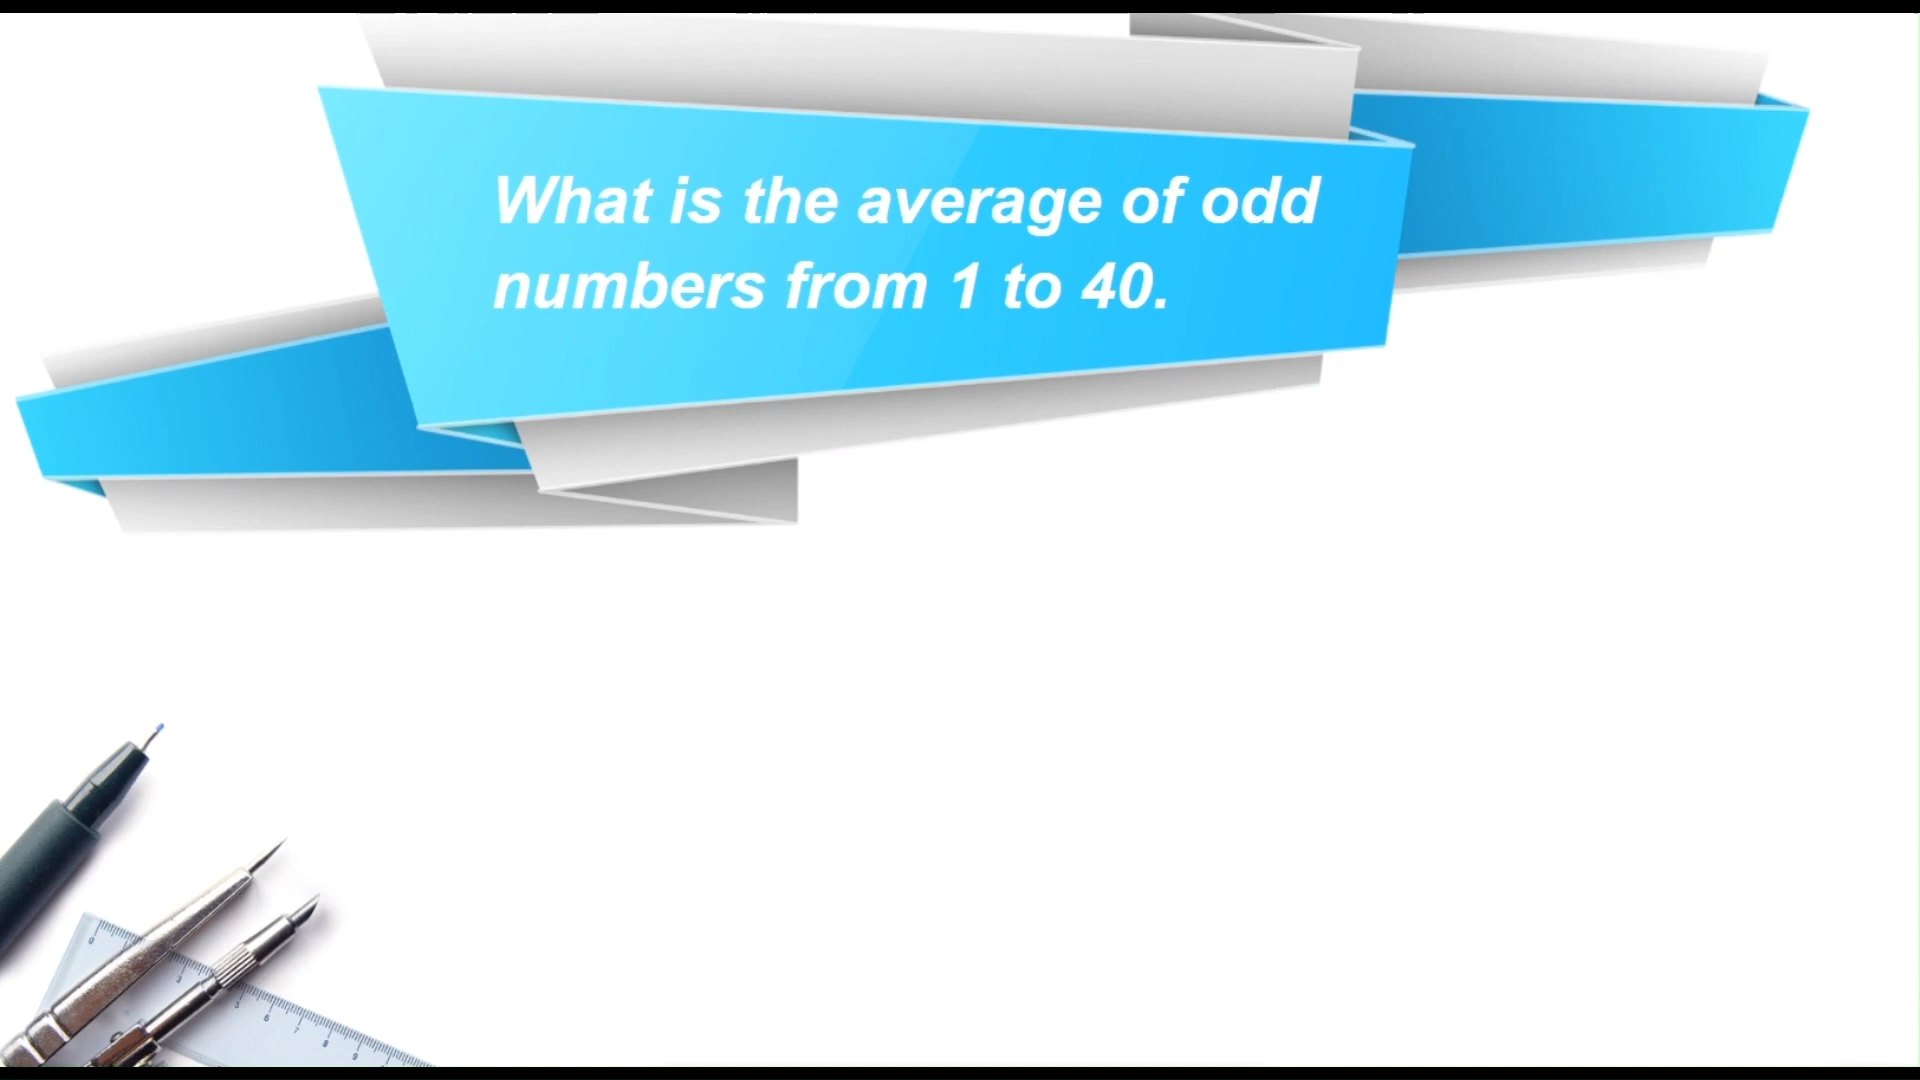 What is the average of odd
numbers from 1 to 40.